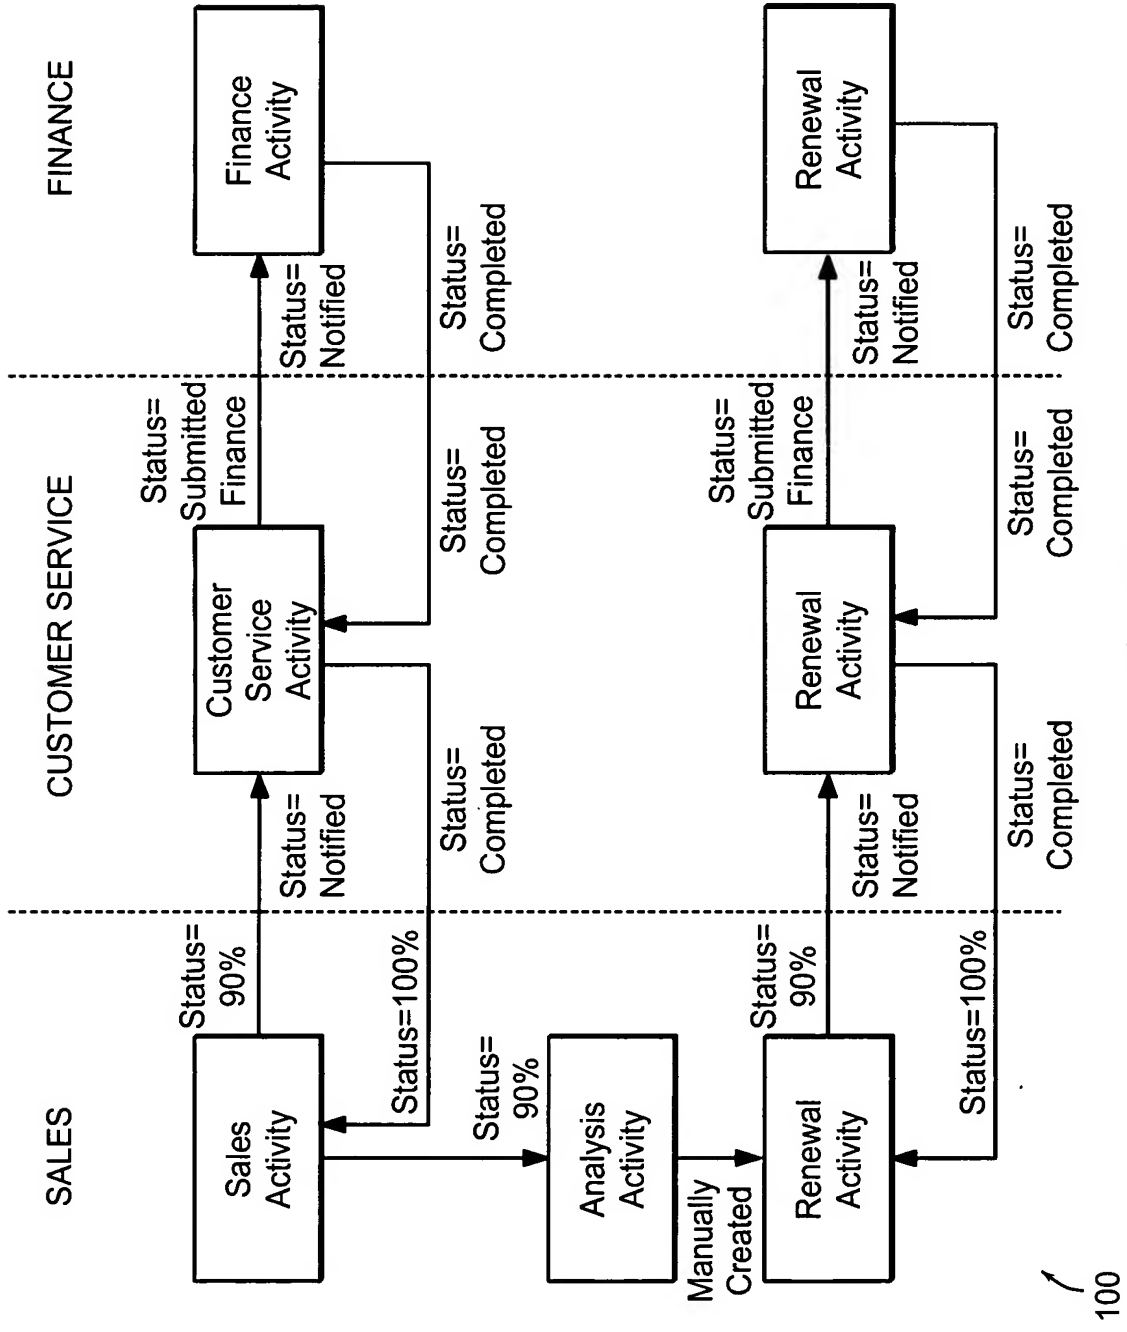 SALES
CUSTOMER SERVICE
FINANCE
Sales
Activity
Status=
90%
Status=
Notified
Customer
Service
Activity
Status=
Submitted
Finance
Status=
Notified
Finance
Activity
Status=100%
Status=
Completed
Status=
Completed
Status=
Completed
Status=
90%
Analysis
Activity
Manually
Created
Renewal
Activity
Status=
90%
Status=
Notified
Renewal
Activity
Status=
Submitted
Finance
Status=
Notified
Renewal
Activity
Status=100%
Status=
Completed
Status=
Completed
Status=
Completed
100